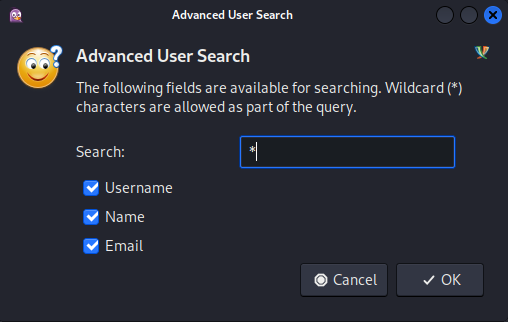 Advanced User Search
Advanced User Search
The following fields are available for searching. Wildcard (*)
characters are allowed as part of the query.
Search: *
Username
Name
Email
Cancel OK